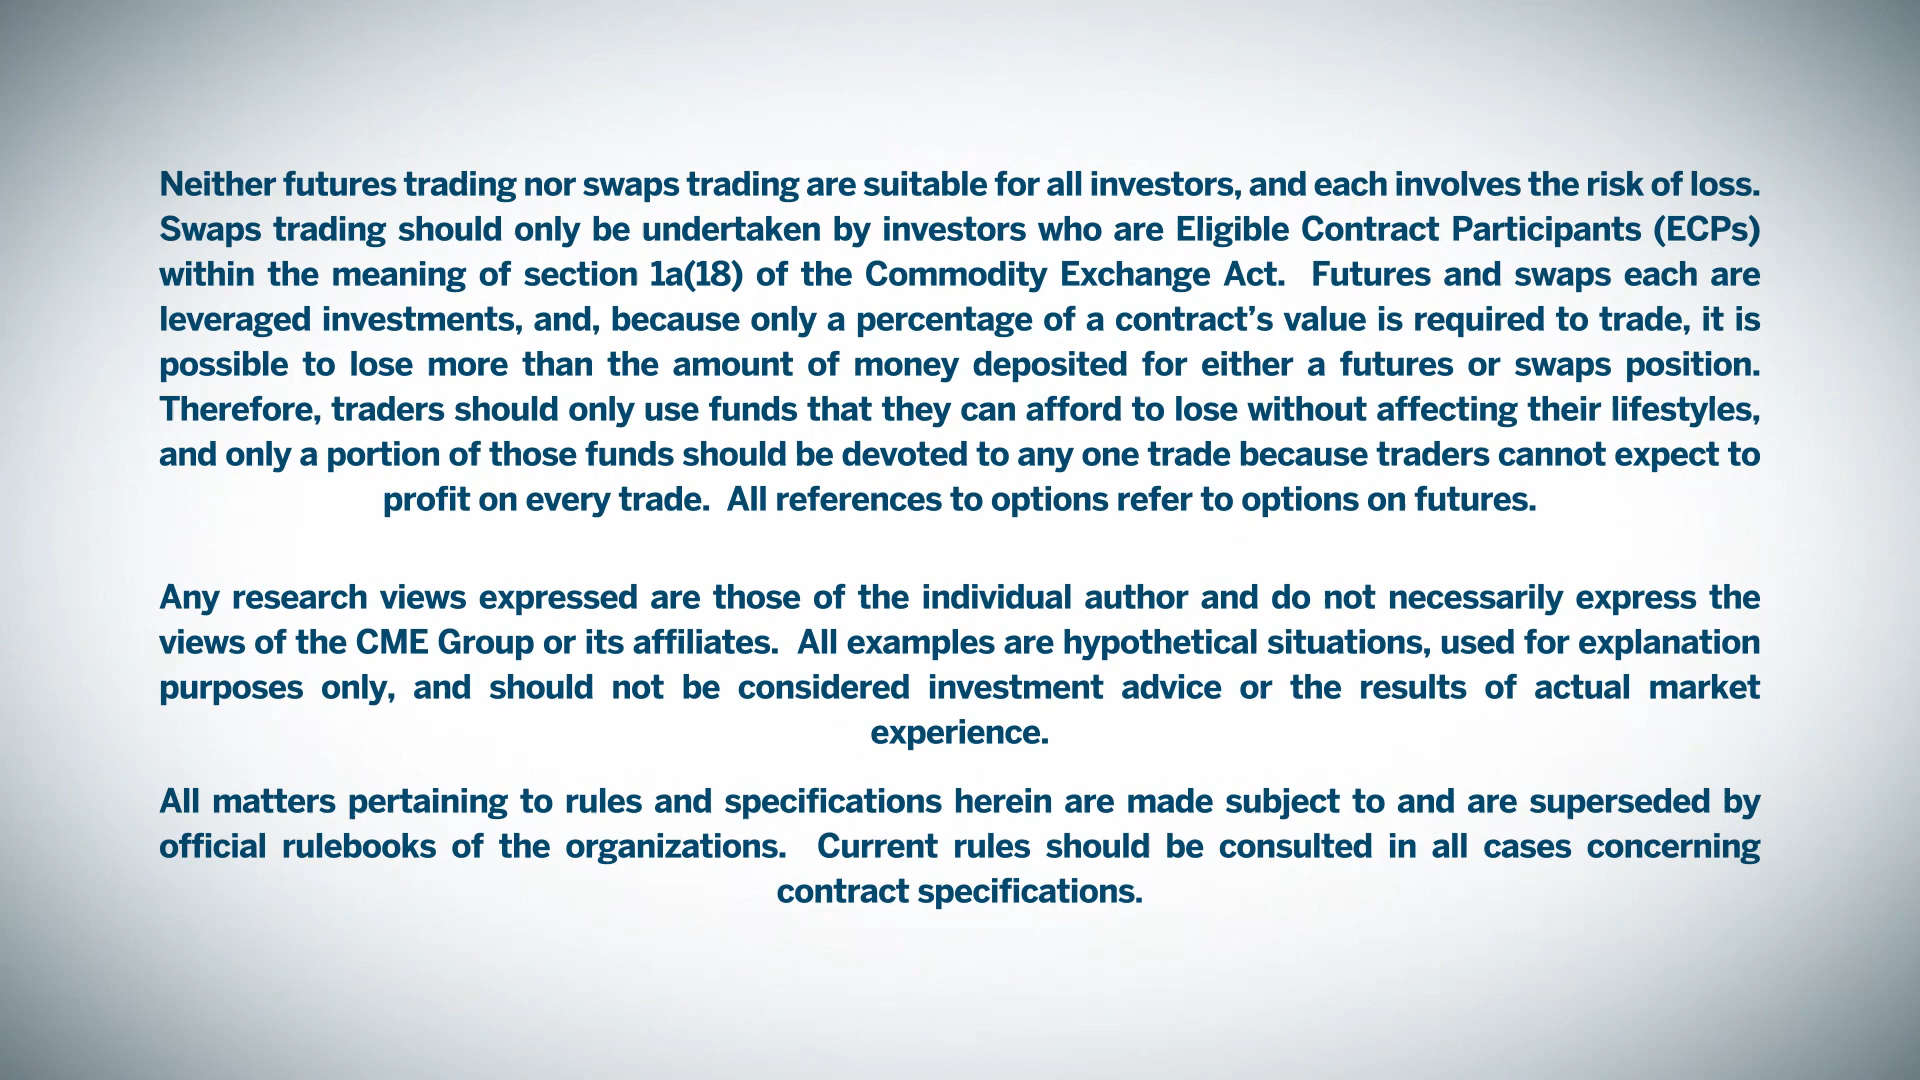 Neither futures trading nor swaps trading are suitable for all investors, and each involves the risk of loss.
Swaps trading should only be undertaken by investors who are Eligible Contract Participants (ECPs)
within the meaning of section 1a(18) of the Commodity Exchange Act.  Futures and swaps each are
leveraged investments, and, because only a percentage of a contract’s value is required to trade, it is
possible to lose more than the amount of money deposited for either a futures or swaps position.
Therefore, traders should only use funds that they can afford to lose without affecting their lifestyles,
and only a portion of those funds should be devoted to any one trade because traders cannot expect to
profit on every trade.  All references to options refer to options on futures.
Any research views expressed are those of the individual author and do not necessarily express the
views of the CME Group or its affiliates.  All examples are hypothetical situations, used for explanation
purposes only, and should not be considered investment advice or the results of actual market
experience.
All matters pertaining to rules and specifications herein are made subject to and are superseded by
official rulebooks of the organizations.  Current rules should be consulted in all cases concerning
contract specifications.